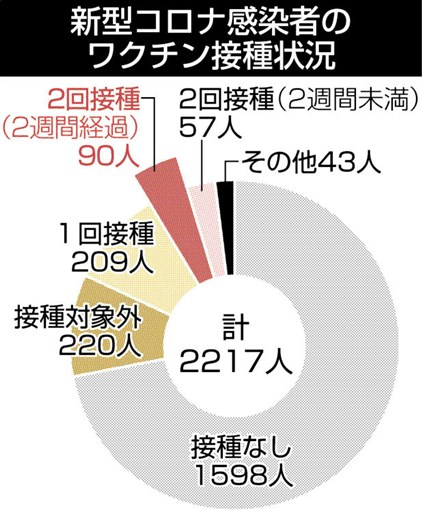 新型コロナ感染者の
ワクチン接種状況
2回接種
(2週間経過)
90人
2回接種(2週間未満)
57人
その他43人
1回接種
209人
接種対象外
220人
計
2217人
接種なし
1598人